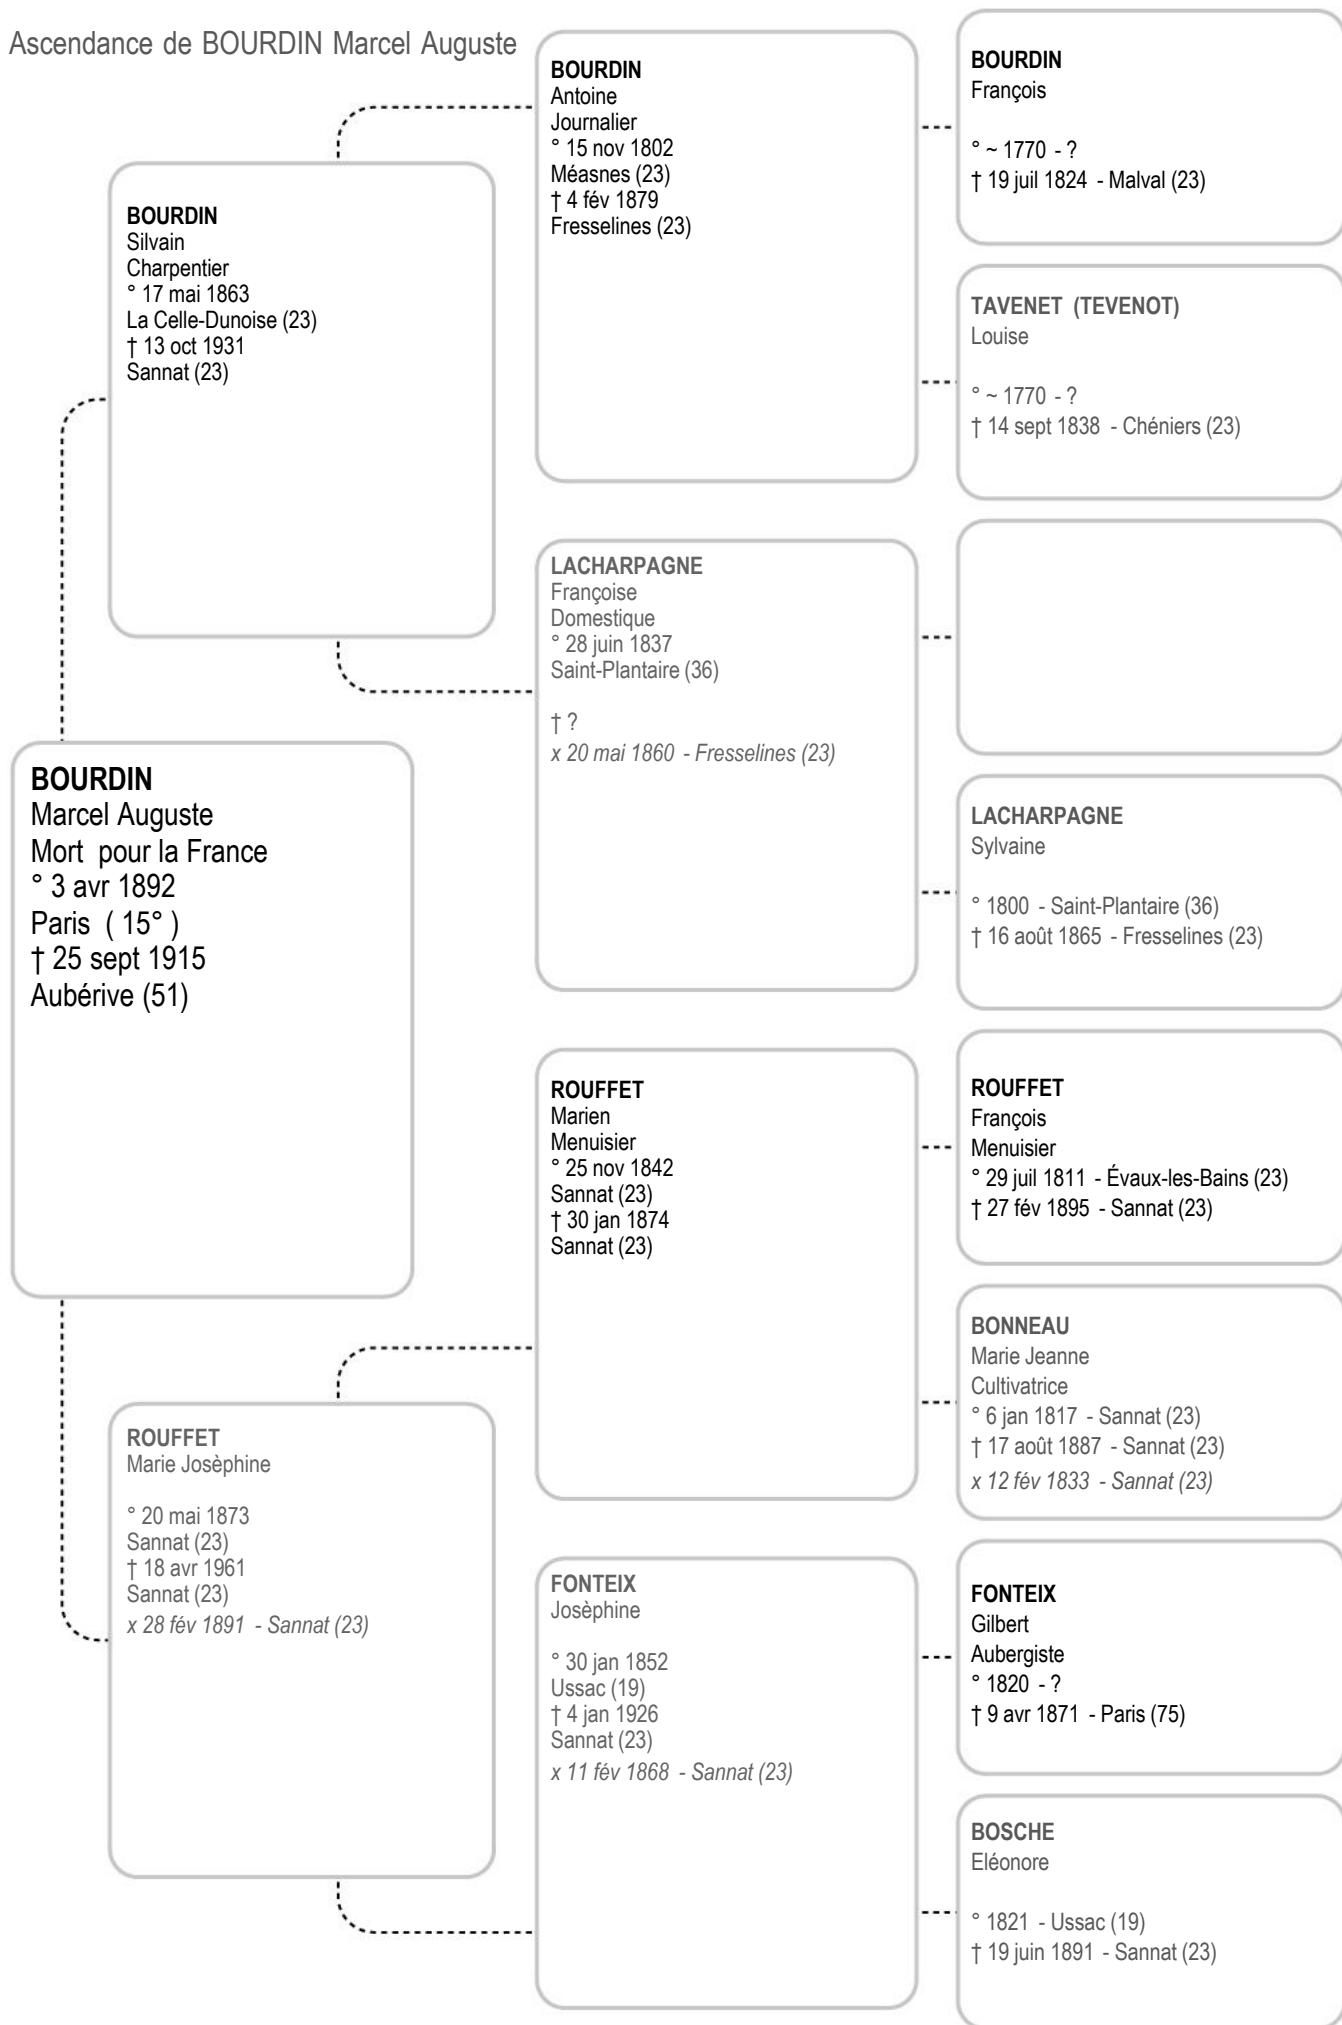 Ascendance de BOURDIN Marcel Auguste
BOURDIN
Marcel Auguste
Mort pour la France
° 3 avr 1892
Paris ( 15° )
† 25 sept 1915
Aubérive (51)
BOURDIN
Silvain
Charpentier
° 17 mai 1863
La Celle-Dunoise (23)
† 13 oct 1931
Sannat (23)
ROUFFET
Marie Josèphine
° 20 mai 1873
Sannat (23)
† 18 avr 1961
Sannat (23)
x 28 fév 1891 - Sannat (23)
BOURDIN
Antoine
Journalier
° 15 nov 1802
Méasnes (23)
† 4 fév 1879
Fresselines (23)
LACHARPAGNE
Françoise
Domestique
° 28 juin 1837
Saint-Plantaire (36)
† ?
x 20 mai 1860 - Fresselines (23)
ROUFFET
Marien
Menuisier
° 25 nov 1842
Sannat (23)
† 30 jan 1874
Sannat (23)
FONTEIX
Josèphine
° 30 jan 1852
Ussac (19)
† 4 jan 1926
Sannat (23)
x 11 fév 1868 - Sannat (23)
BOURDIN
François
° ~ 1770 - ?
† 19 juil 1824 - Malval (23)
TAVENET (TEVENOT)
Louise
° ~ 1770 - ?
† 14 sept 1838 - Chéniers (23)
LACHARPAGNE
Sylvaine
° 1800 - Saint-Plantaire (36)
† 16 août 1865 - Fresselines (23)
ROUFFET
François
Menuisier
° 29 juil 1811 - Évaux-les-Bains (23)
† 27 fév 1895 - Sannat (23)
BONNEAU
Marie Jeanne
Cultivatrice
° 6 jan 1817 - Sannat (23)
† 17 août 1887 - Sannat (23)
x 12 fév 1833 - Sannat (23)
FONTEIX
Gilbert
Aubergiste
° 1820 - ?
† 9 avr 1871 - Paris (75)
BOSCHE
Eléonore
° 1821 - Ussac (19)
† 19 juin 1891 - Sannat (23)